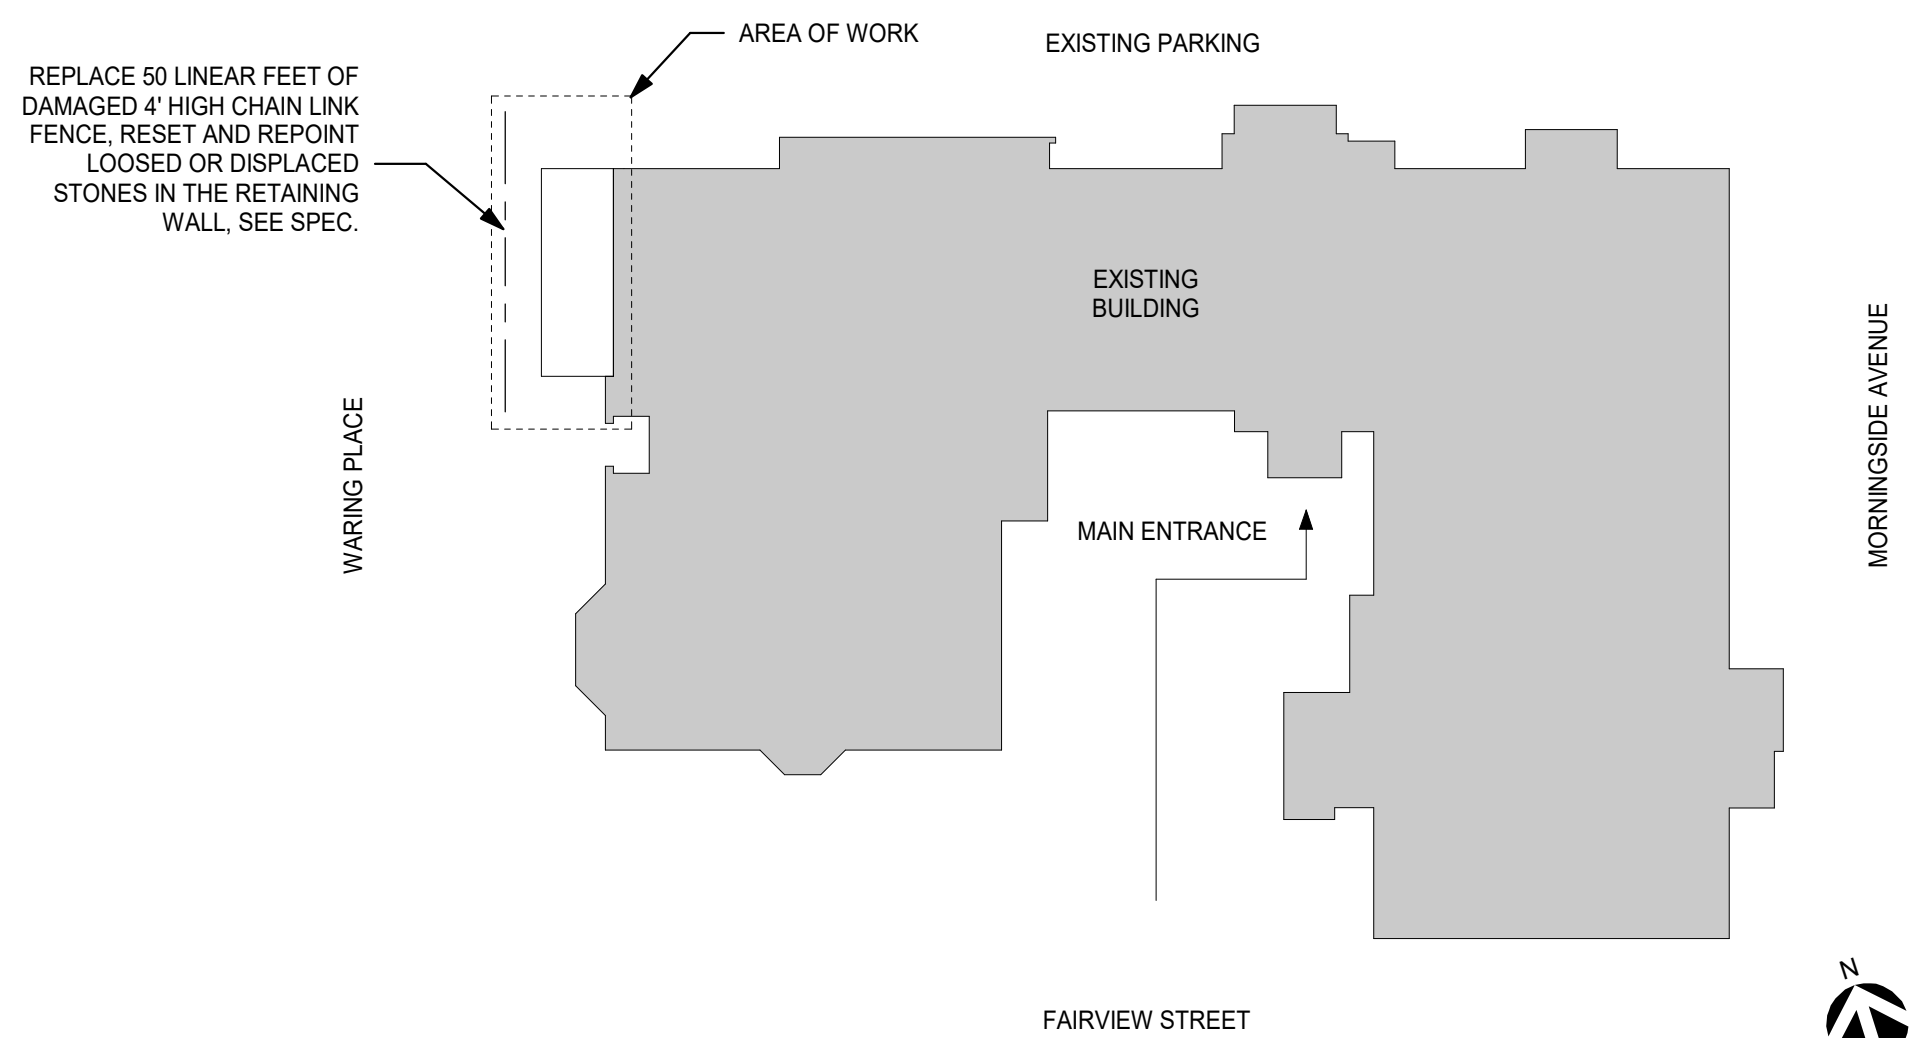 AREA OF WORK
EXISTING PARKING
REPLACE 50 LINEAR FEET OF
DAMAGED 4' HIGH CHAIN LINK
FENCE, RESET AND REPOINT
LOOSED OR DISPLACED
STONES IN THE RETAINING
WALL, SEE SPEC.
EXISTING
BUILDING
WARING PLACE
MORNINGSIDE AVENUE
MAIN ENTRANCE
FAIRVIEW STREET
N